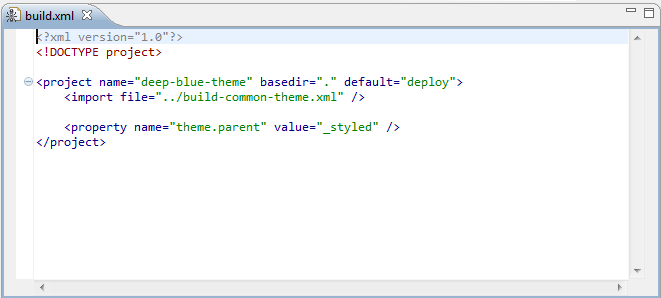 build.xml
<?xml version="1.0"?>
<!DOCTYPE project>
<project name="deep-blue-theme" basedir="." default="deploy">
<import file="../build-common-theme.xml" />
<property name="theme.parent" value="_styled" />
</project>